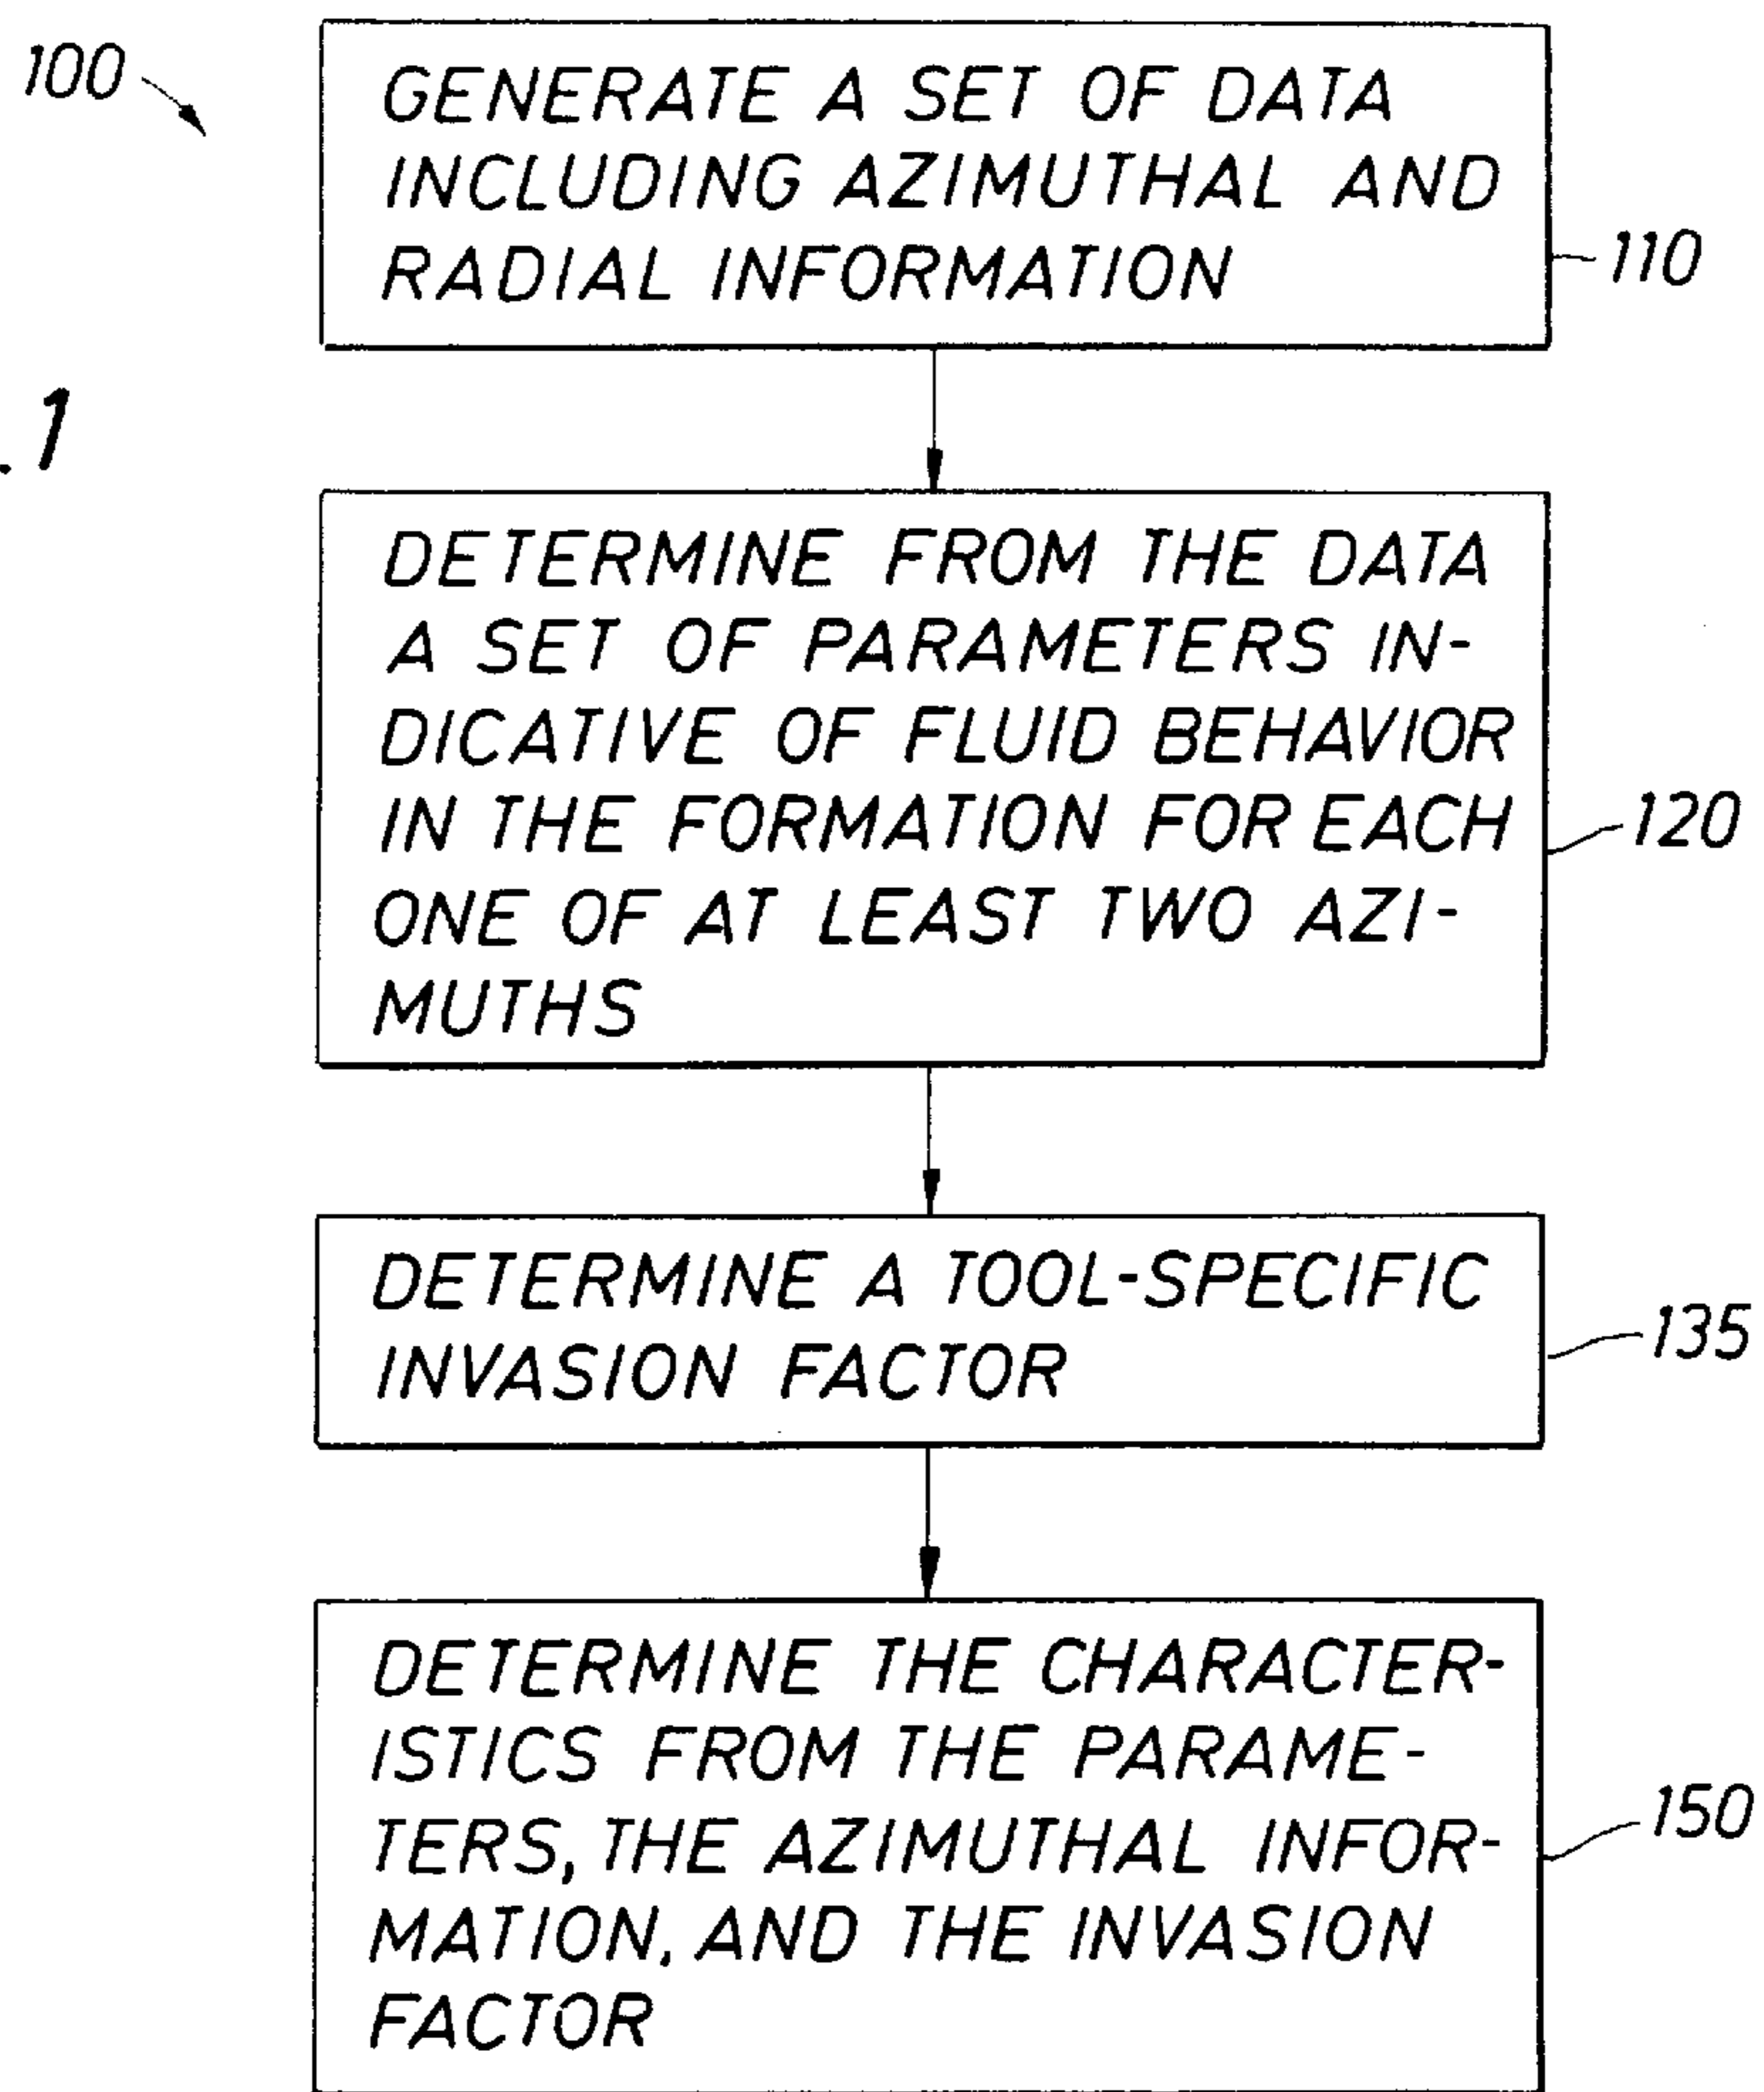 100
GENERATE A SET OF DATA
INCLUDING AZIMUTHAL AND
RADIAL INFORMATION
110
.1
DETERMINE FROM THE DATA
A SET OF PARAMETERS IN-
DICATIVE OF FLUID BEHAVIOR
IN THE FORMATION FOR EACH
ONE OF AT LEAST TWO AZI-
MUTHS
120
DETERMINE A TOOL-SPECIFIC
INVASION FACTOR
135
DETERMINE THE CHARACTER-
ISTICS FROM THE PARAME-
TERS, THE AZIMUTHAL INFOR-
MATION, AND THE INVASION
FACTOR
150